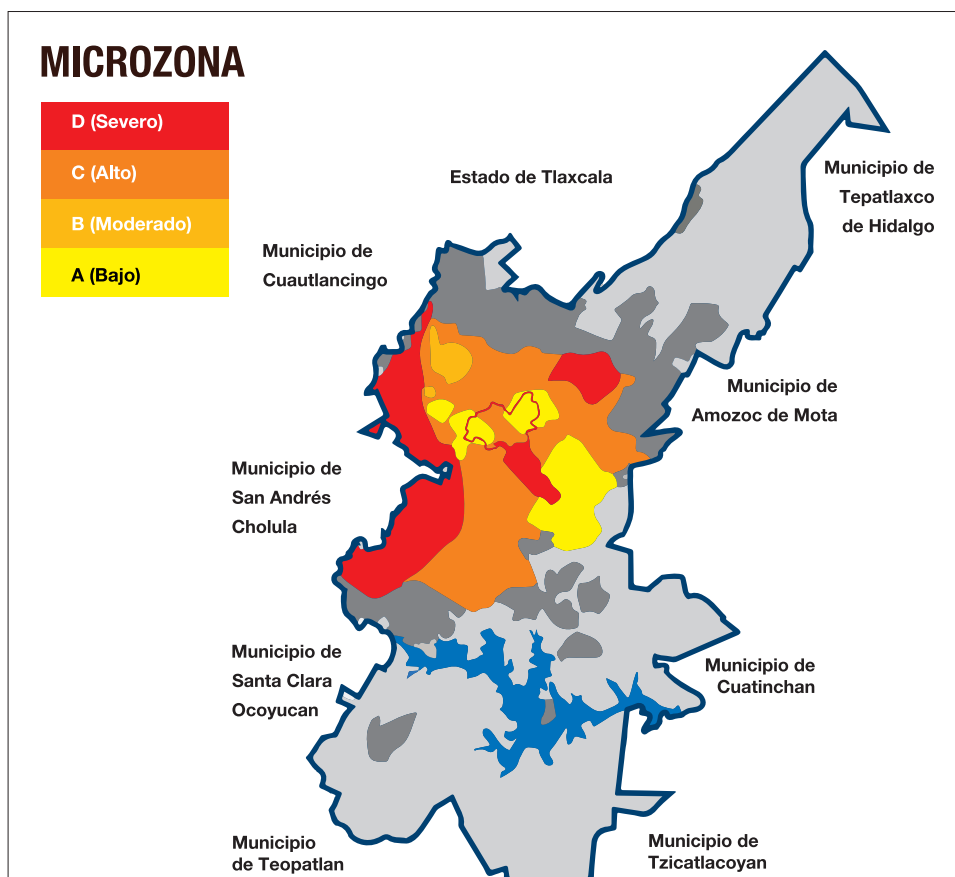 MICROZONA
D (Severo)
C (Alto)
B (Moderado)
A (Bajo)
Estado de Tlaxcala
Municipio de
Tepatlaxco
de Hidalgo
Municipio de
Cuautlancingo
Municipio de
Amozoc de Mota
Municipio de
San Andrés
Cholula
Municipio de
Santa Clara
Ocoyucan
Municipio de
Cuatinchan
Municipio
de Teopatlan
Municipio de
Tzicatlacoyan